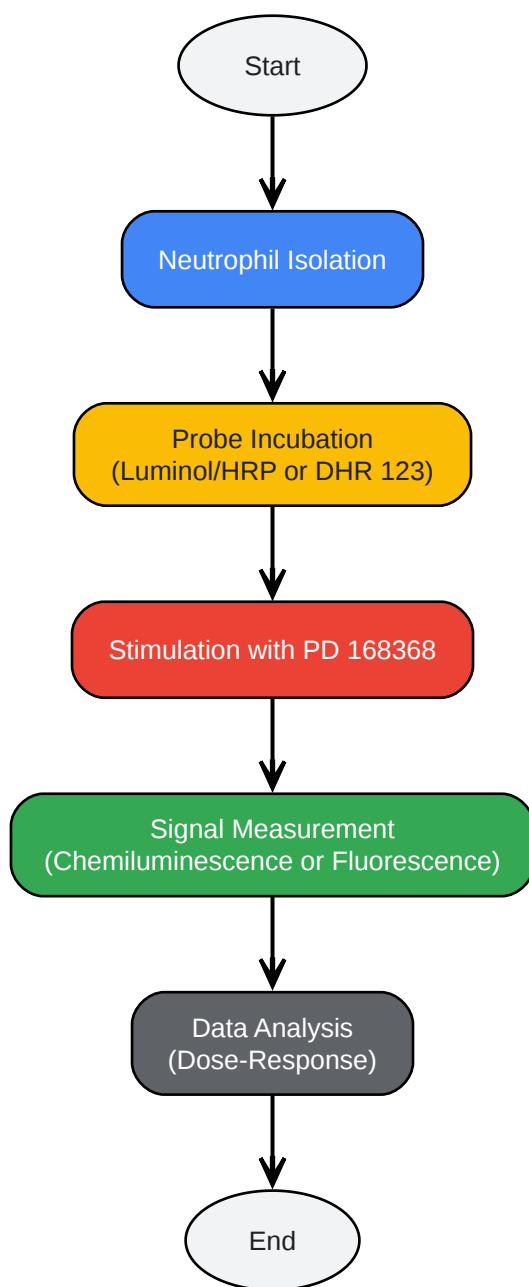 Start
Neutrophil Isolation
Probe Incubation
(Luminol/HRP or DHR 123)
Stimulation with PD 168368
Signal Measurement
(Chemiluminescence or Fluorescence)
Data Analysis
(Dose-Response)
End